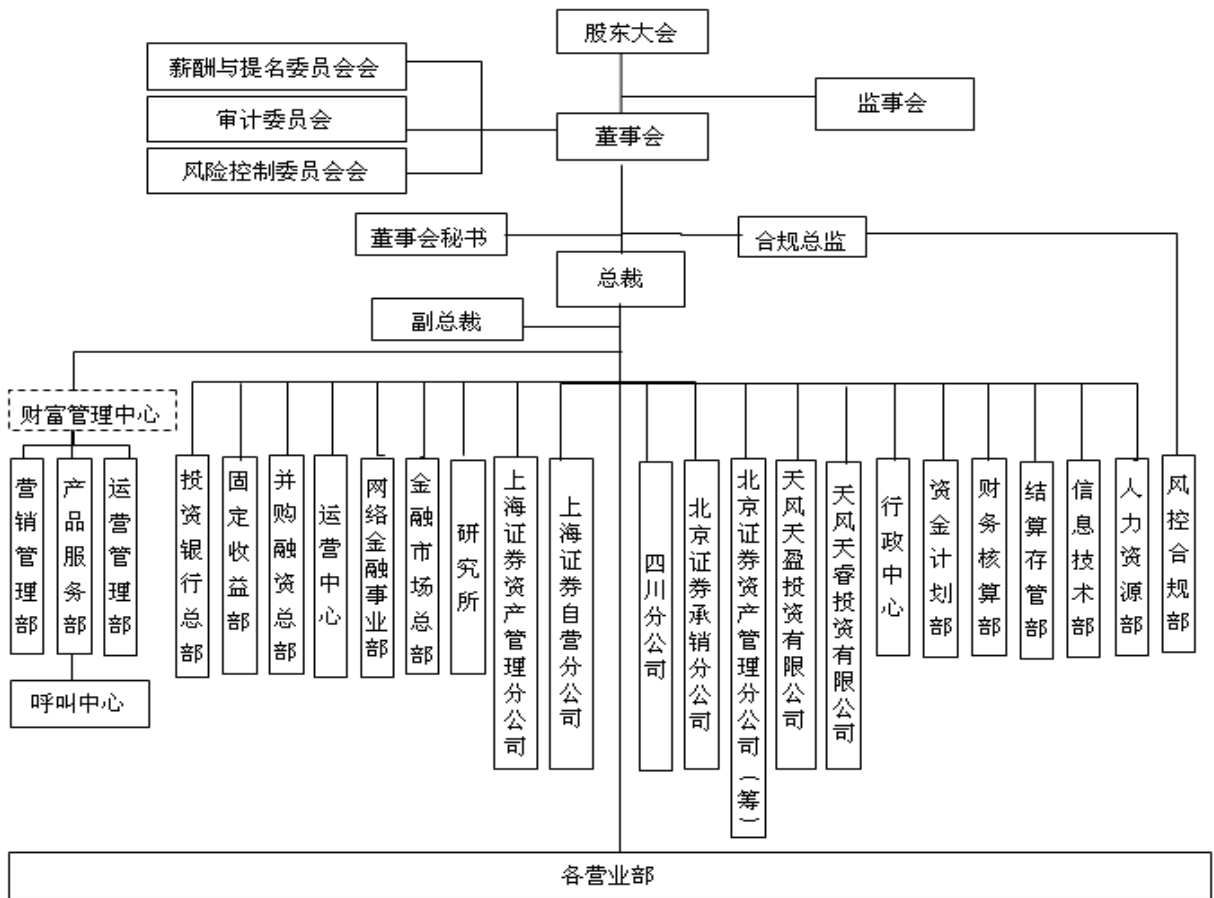 股东大会
薪酬与提名委员会会
监事会
审计委员会
董事会
风险控制委员会会
董事会秘书
合规总监
总裁
副总裁
财富管理中心
营销管理部
产品服务部
运营管理部
呼叫中心
投资银行总部
固定收益部
并购融资总部
运营中心
网络金融事业部
金融市场总部
研究所
上海证券资产管理分公司
上海证券自营分公司
四川分公司
北京证券承销分公司
北京证券资产管理分公司（筹）
天风天盈投资有限公司
天风天睿投资有限公司
行政中心
资金计划部
财务核算部
结算存管部
信息技术部
人力资源部
风控合规部
各营业部